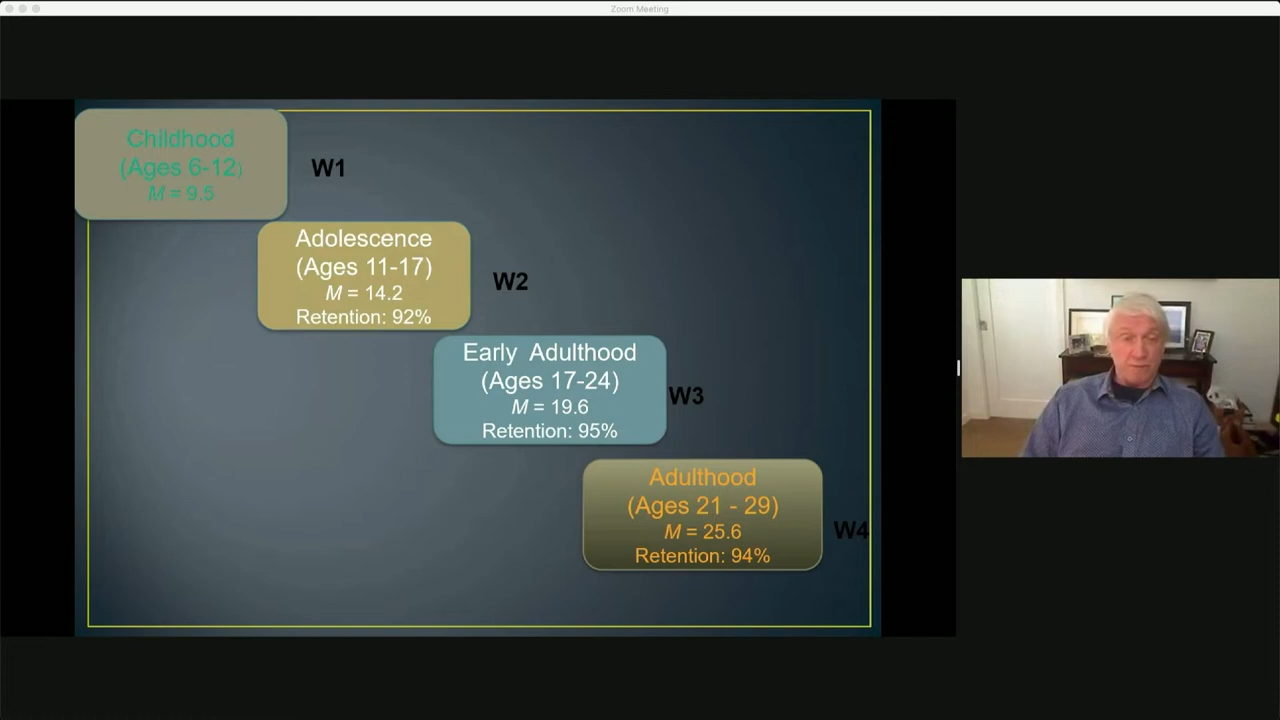 Zoom Meeting
Childhood
(Ages 6-12)
M = 9.5
W1
Adolescence
(Ages 11-17)
M = 14.2
Retention: 92%
W2
Early Adulthood
(Ages 17-24)
M = 19.6
Retention: 95%
W3
Adulthood
(Ages 21 - 29)
M = 25.6
Retention: 94%
W4